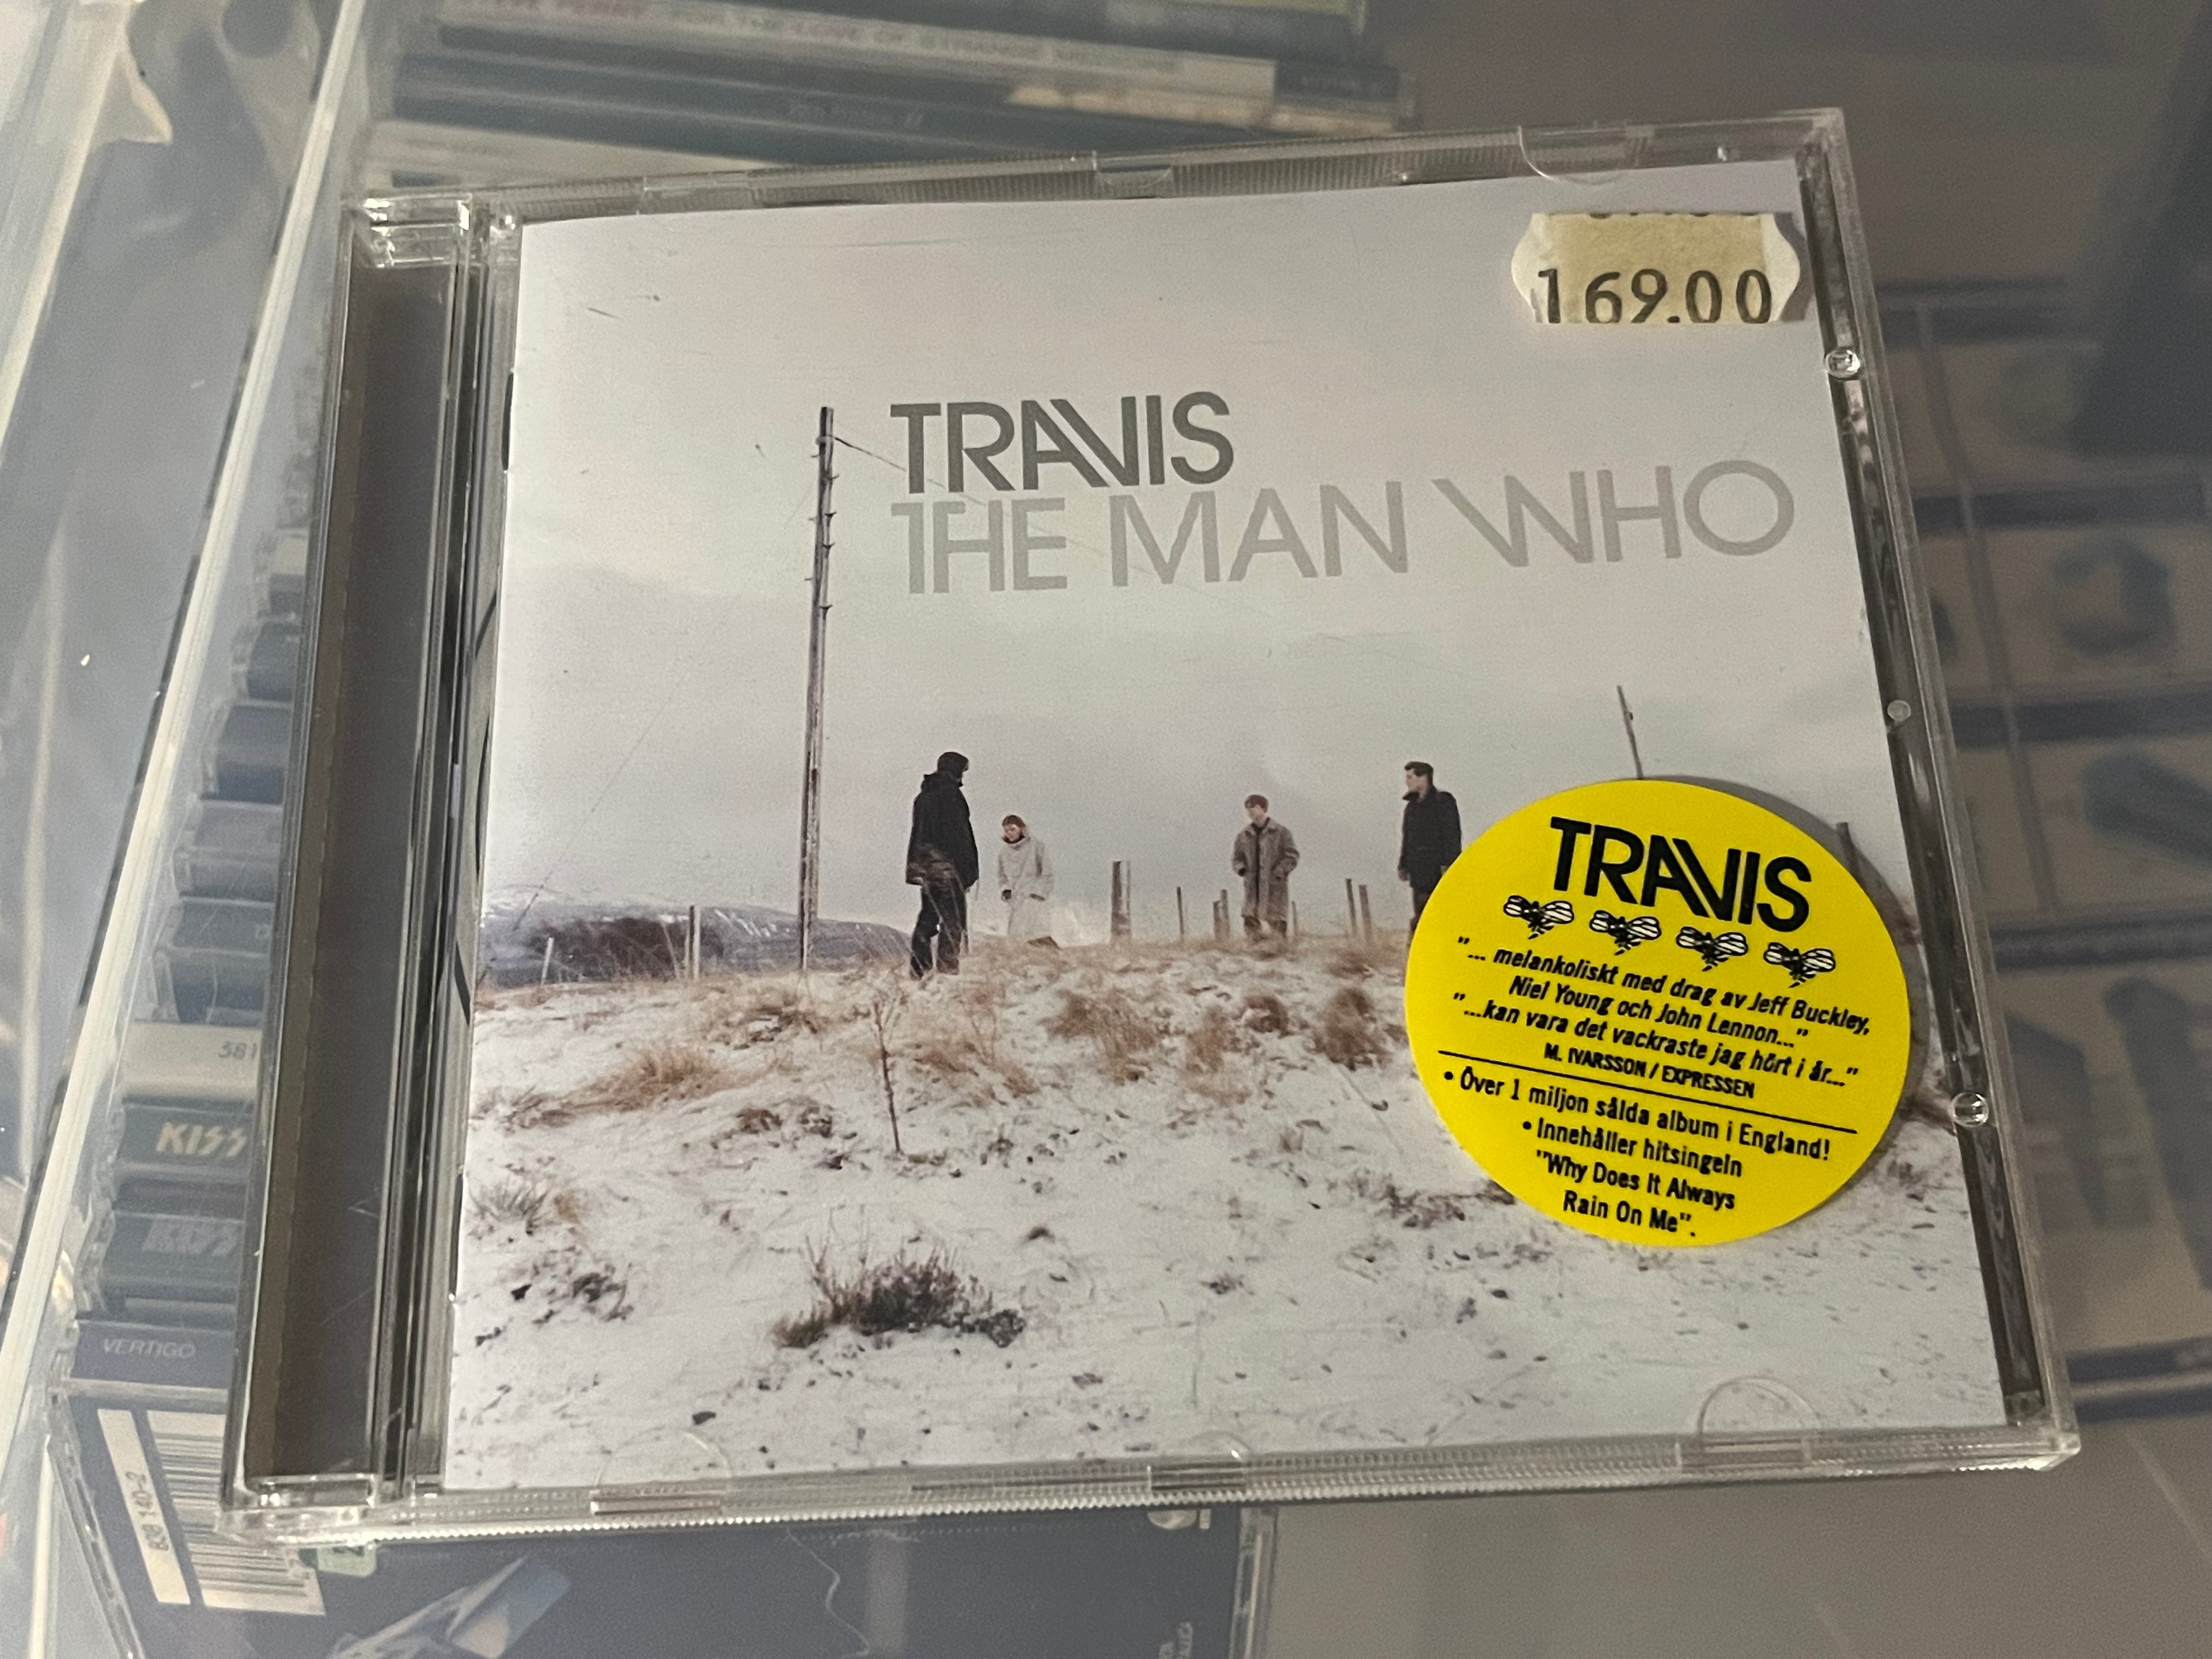 169.00
TRAVIS
THE MAN WHO
TRAVIS
"... melankoliskt med drag av Jeff Buckley,
Niel Young och John Lennon..."
"...kan vara det vackraste jag hört i år..."
M. IVARSSON / EXPRESSEN
• Över 1 miljon sålda album i England!
• Innehåller hitsingeln
"Why Does It Always
Rain On Me".
KISS
KISS
VERTIGO